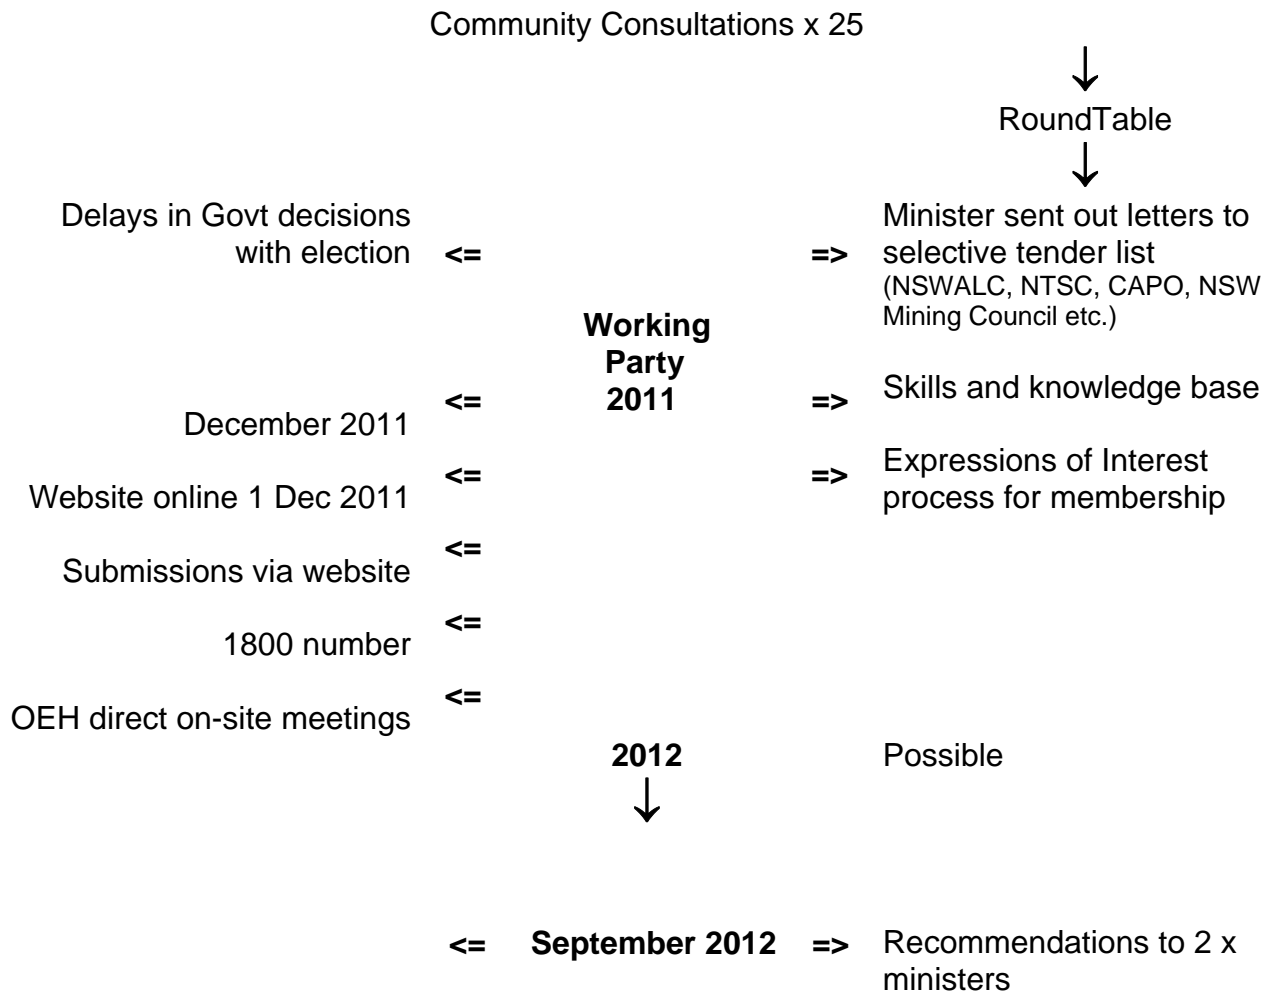 Community Consultations x 25
↓
RoundTable
↓
Delays in Govt decisions
with election
<=
=>
Minister sent out letters to
selective tender list
(NSWALC, NTSC, CAPO, NSW
Mining Council etc.)
Working
Party
2011
<=
=>
Skills and knowledge base
December 2011
<=
=>
Expressions of Interest
process for membership
Website online 1 Dec 2011
<=
Submissions via website
<=
1800 number
<=
OEH direct on-site meetings
2012
Possible
↓
<=
September 2012
=>
Recommendations to 2 x
ministers